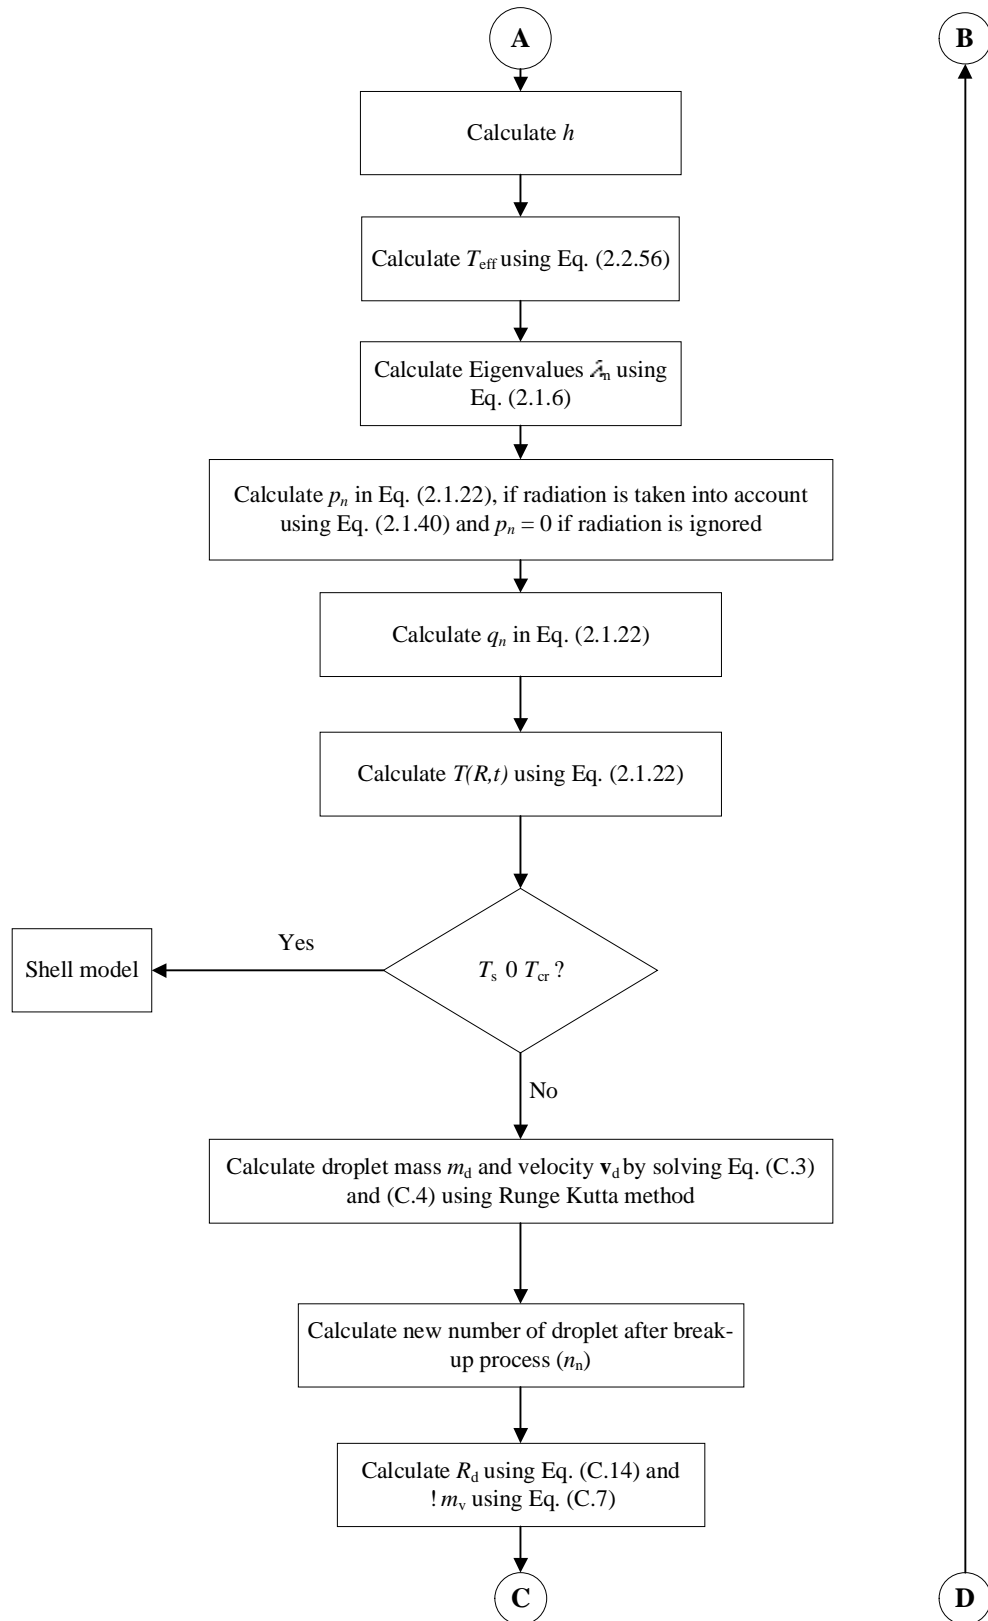 A
B
Calculate h
Calculate Teff using Eq. (2.2.56)
Calculate Eigenvalues λn using
Eq. (2.1.6)
Calculate pn in Eq. (2.1.22), if radiation is taken into account
using Eq. (2.1.40) and pn = 0 if radiation is ignored
Calculate qn in Eq. (2.1.22)
Calculate T(R,t) using Eq. (2.1.22)
Yes
Shell model
Ts 0 Tcr ?
No
Calculate droplet mass md and velocity vd by solving Eq. (C.3)
and (C.4) using Runge Kutta method
Calculate new number of droplet after break-
up process (nn)
Calculate Rd using Eq. (C.14) and
! mv using Eq. (C.7)
C
D